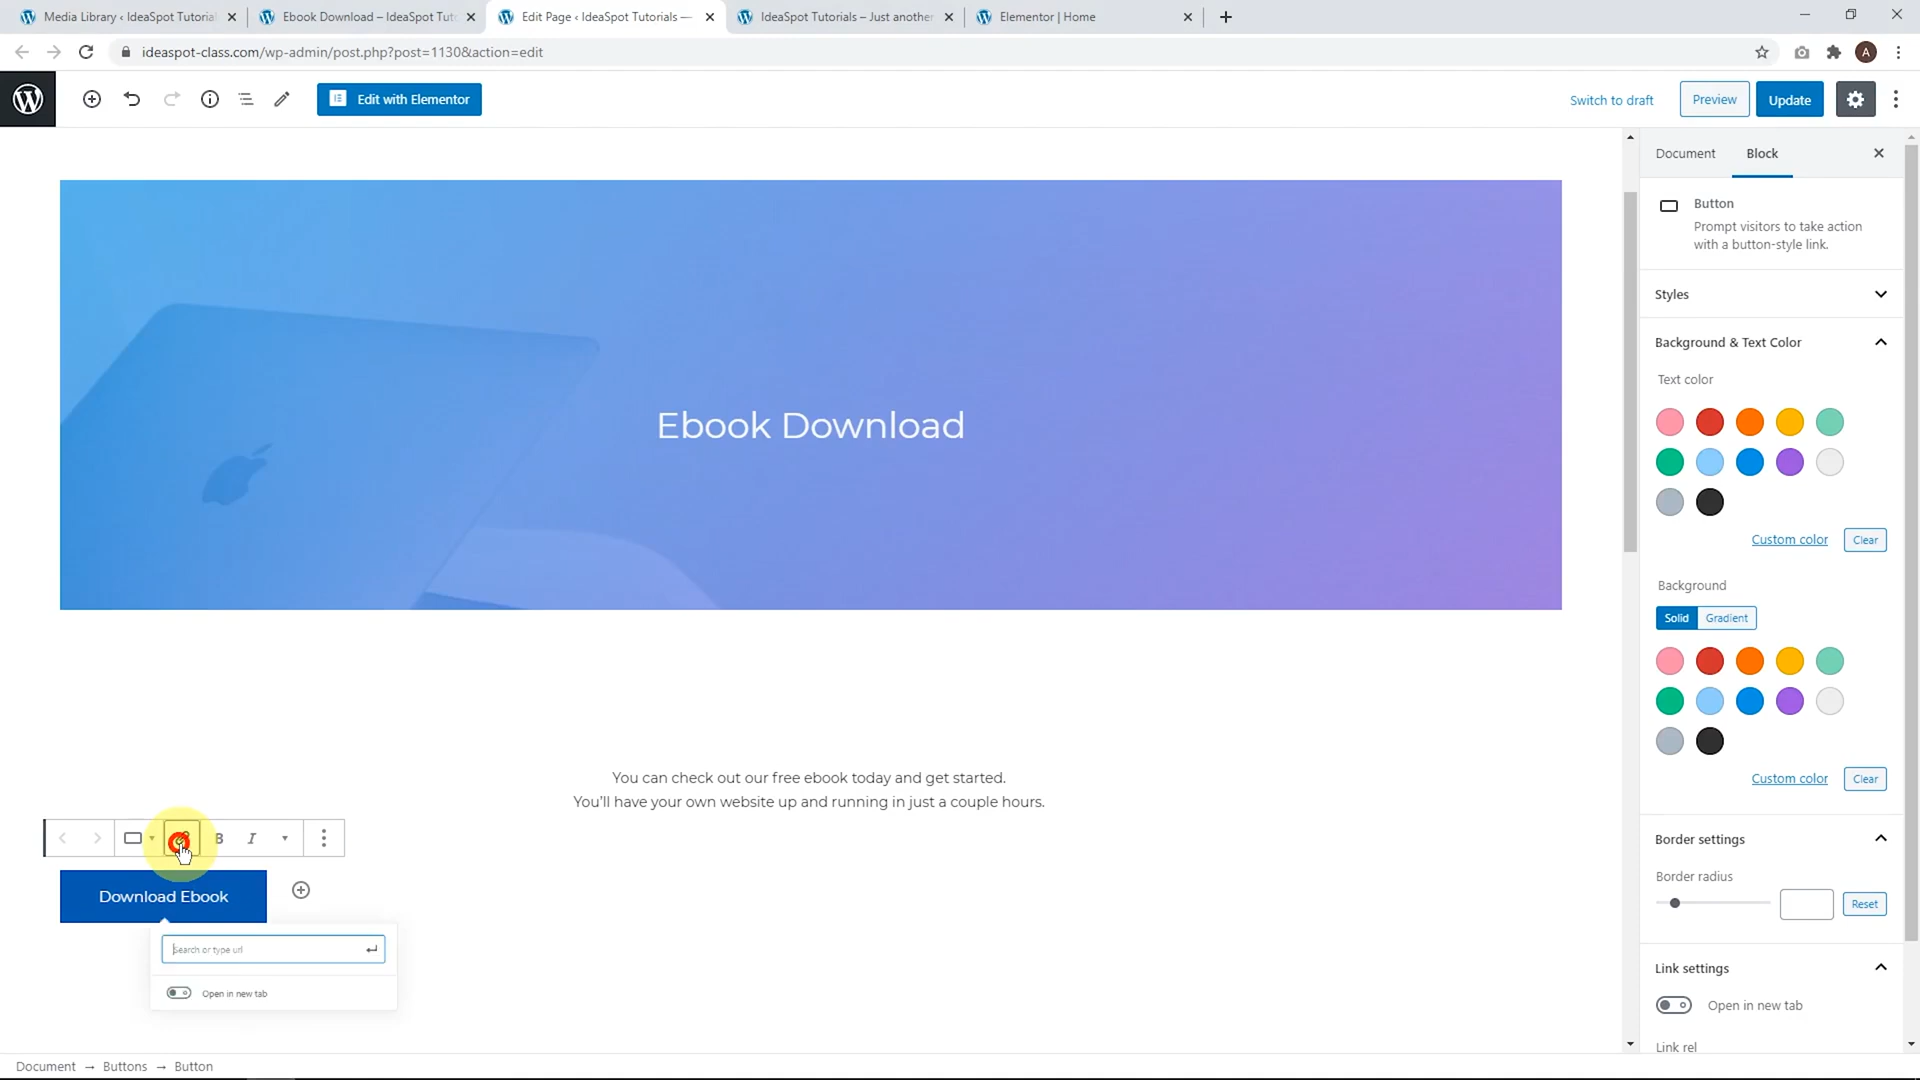 Media Library ‹ IdeaSpot Tutorial
Ebook Download – IdeaSpot Tuto
Edit Page ‹ IdeaSpot Tutorials —
IdeaSpot Tutorials – Just another
Elementor | Home
ideaspot-class.com/wp-admin/post.php?post=1130&action=edit
A
Edit with Elementor
Switch to draft
Preview
Update
Document
Block
Button
Prompt visitors to take action
with a button-style link.
Styles
Background & Text Color
Text color
Custom color
Clear
Background
Solid
Gradient
Custom color
Clear
Border settings
Border radius
Reset
Link settings
Open in new tab
Link rel
Ebook Download
You can check out our free ebook today and get started.
You'll have your own website up and running in just a couple hours.
B
I
Download Ebook
Search or type url
Open in new tab
Document → Buttons → Button